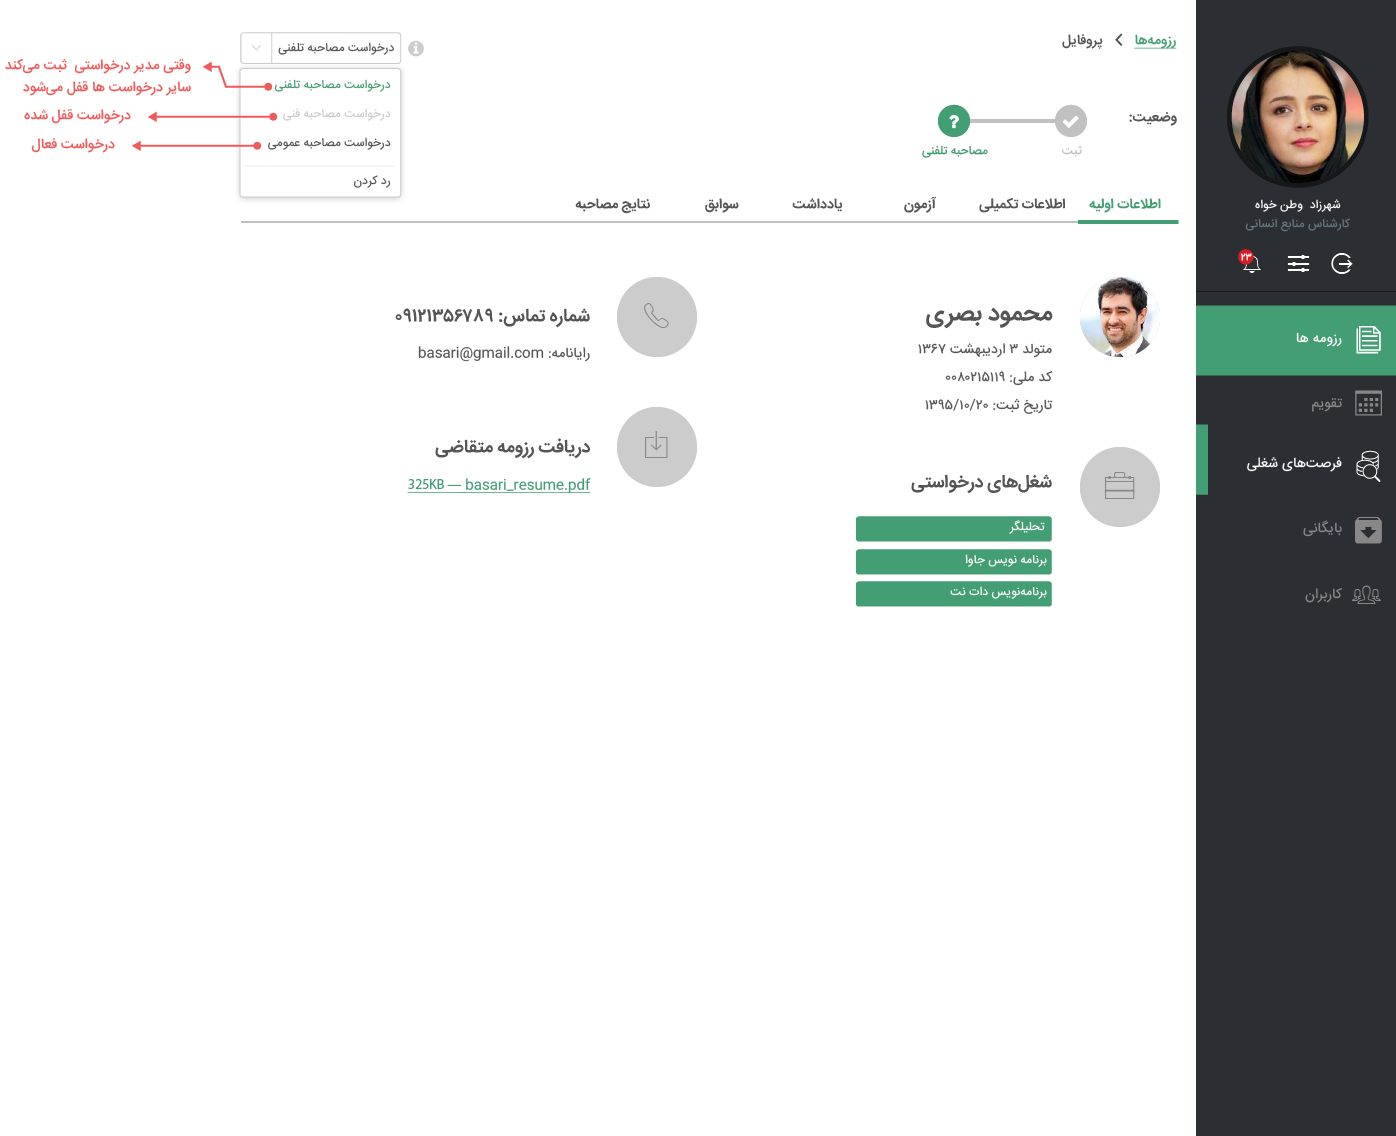 رزومه‌ها
پروفایل
درخواست مصاحبه تلفنی
درخواست مصاحبه تلفنی
درخواست مصاحبه فنی
درخواست مصاحبه عمومی
رد کردن
وقتی مدیر درخواستی ثبت می‌کند
سایر درخواست ها قفل می‌شود
درخواست قفل شده
درخواست فعال
وضعیت:
ثبت
?
مصاحبه تلفنی
اطلاعات اولیه
اطلاعات تکمیلی
آزمون
یادداشت
سوابق
نتایج مصاحبه
محمود بصری
متولد ۳ اردیبهشت ۱۳۶۷
کد ملی: ۰۰۸۰۲۱۵۱۱۹
تاریخ ثبت: ۱۳۹۵/۱۰/۲۰
شغل‌های درخواستی
تحلیلگر
برنامه نویس جاوا
برنامه‌نویس دات نت
شماره تماس: ۰۹۱۲۱۳۵۶۷۸۹
رایانامه: basari@gmail.com
دریافت رزومه متقاضی
325KB — basari_resume.pdf
شهرزاد وطن خواه
کارشناس منابع انسانی
۲۳
رزومه ها
تقویم
فرصت‌های شغلی
بایگانی
کاربران